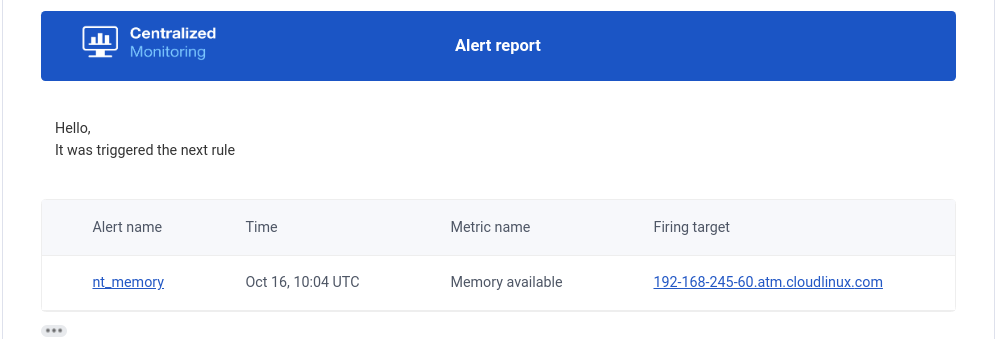 Centralized
Monitoring
Alert report
Hello,
It was triggered the next rule
Alert name Time Metric name Firing target
nt_memory Oct 16, 10:04 UTC Memory available 192-168-245-60.atm.cloudlinux.com